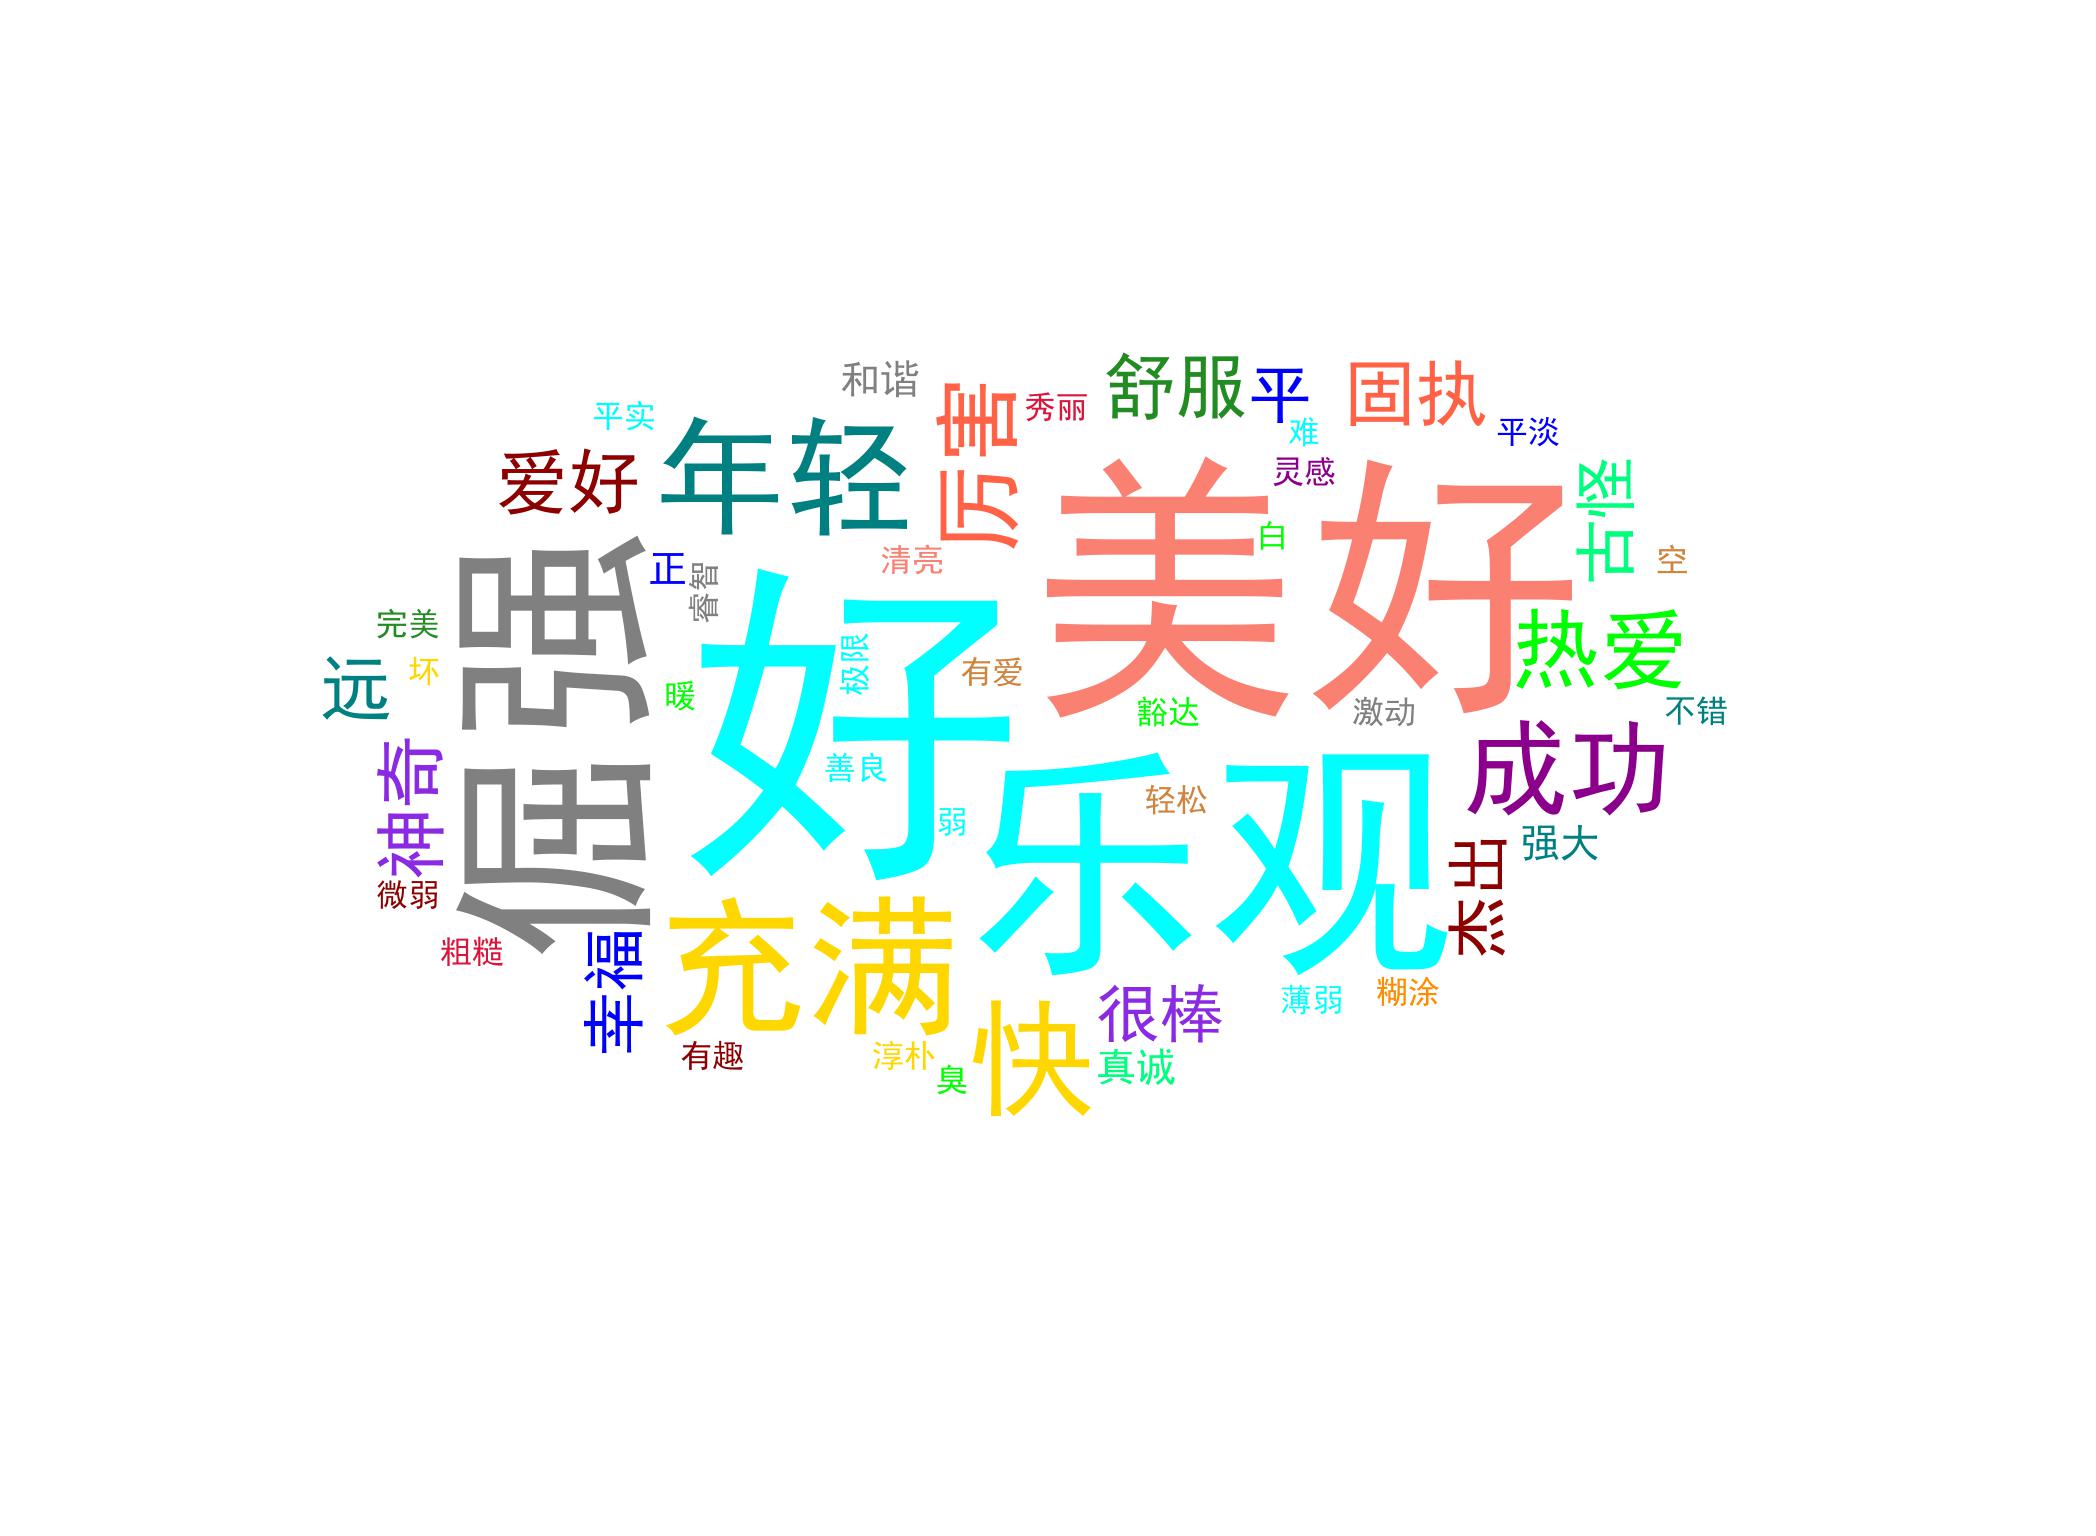 和谐
舒服
平
固执
平实
秀丽
厉害
难
平淡
年轻
爱好
灵感
美好
古怪
白
清亮
空
正
睿智
倔强
好
完美
极限
热爱
远
坏
暖
有爱
豁达
激动
不错
神奇
善良
成功
轻松
弱
乐观
强大
微弱
杰出
粗糙
幸福
充满
薄弱
糊涂
很棒
有趣
淳朴
快
真诚
臭